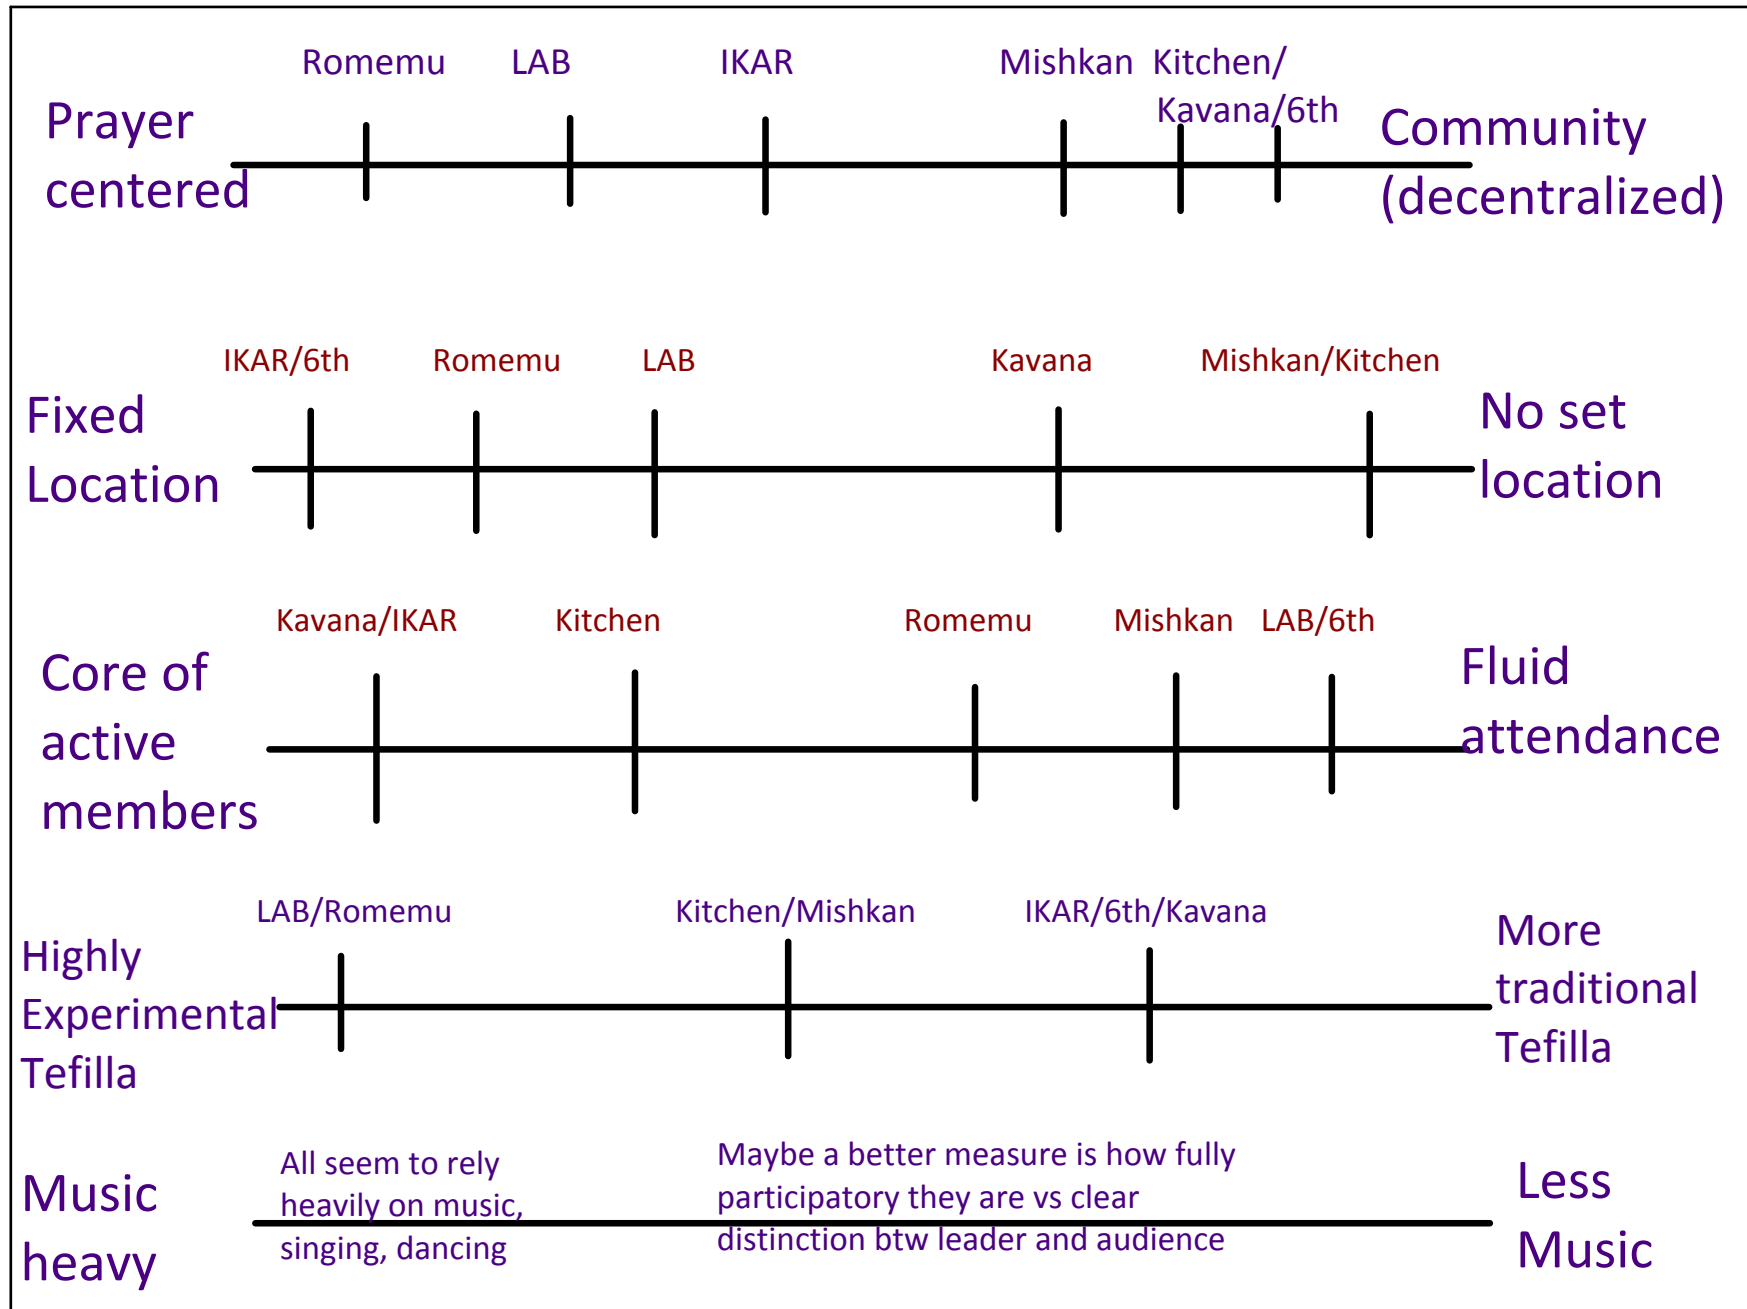 Romemu
LAB
IKAR
Mishkan
Kitchen/
Kavana/6th
Prayer
centered
Community
(decentralized)
IKAR/6th
Romemu
LAB
Kavana
Mishkan/Kitchen
Fixed
Location
No set
location
Kavana/IKAR
Kitchen
Romemu
Mishkan
LAB/6th
Core of
active
members
Fluid
attendance
LAB/Romemu
Kitchen/Mishkan
IKAR/6th/Kavana
Highly
Experimental
Tefilla
More
traditional
Tefilla
Music
heavy
All seem to rely
heavily on music,
singing, dancing
Maybe a better measure is how fully
participatory they are vs clear
distinction btw leader and audience
Less
Music